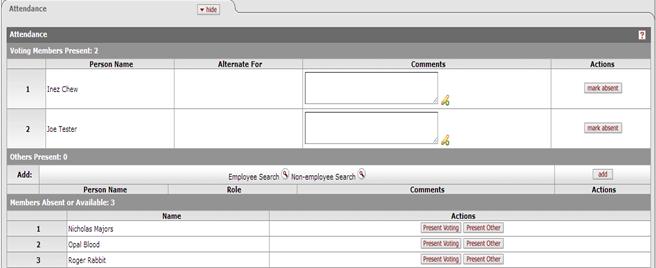 Attendance ▼ hide
Attendance ?
Voting Members Present: 2
Person Name Alternate For Comments Actions
1 Inez Chew mark absent
2 Joe Tester mark absent
Others Present: 0
Add: Employee Search Non-employee Search add
Person Name Role Comments Actions
Members Absent or Available: 3
Name Actions
1 Nicholas Majors Present Voting Present Other
2 Opal Blood Present Voting Present Other
3 Roger Rabbit Present Voting Present Other